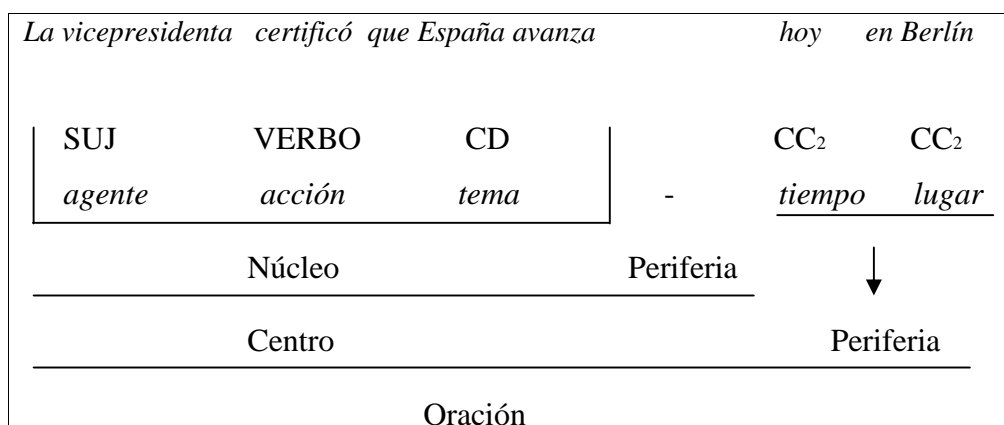 La vicepresidenta certificó que España avanza hoy en Berlín
SUJ VERBO CD CC₂ CC₂
agente acción tema - tiempo lugar
Núcleo Periferia
Centro Periferia
Oración